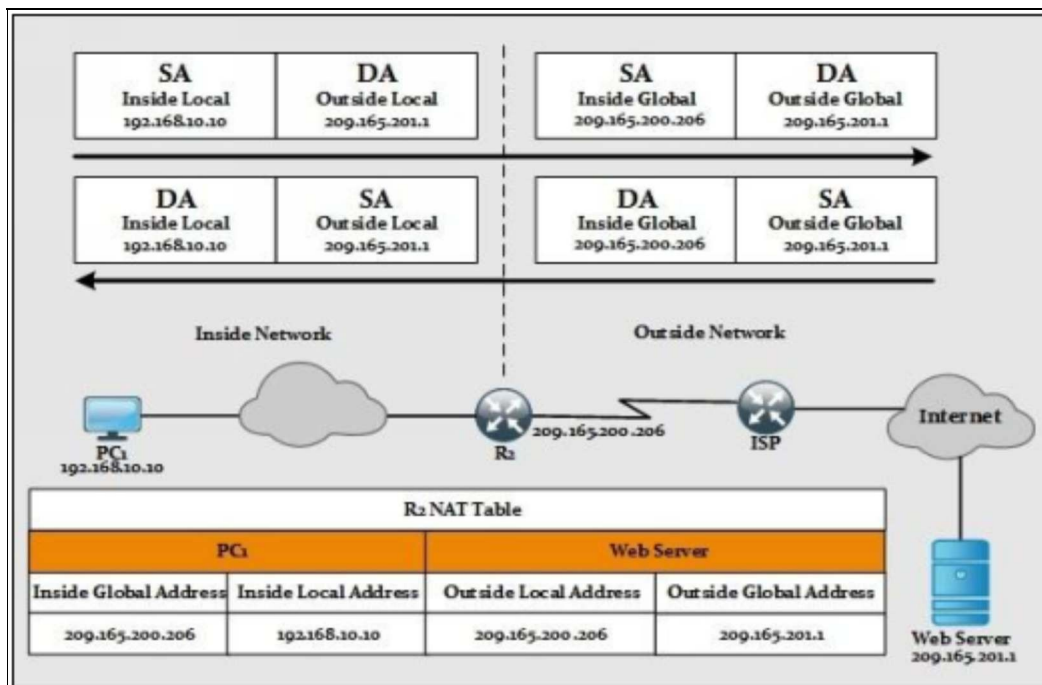 SA
Inside Local
192.168.10.10
DA
Outside Local
209.165.201.1
SA
Inside Global
209.165.200.206
DA
Outside Global
209.165.201.1
DA
Inside Local
192.168.10.10
SA
Outside Local
209.165.201.1
DA
Inside Global
209.165.200.206
SA
Outside Global
209.165.201.1
Inside Network
Outside Network
PC1
192.168.10.10
R2
209.165.200.206
ISP
Internet
R2 NAT Table
PC1 Web Server
Inside Global Address Inside Local Address Outside Local Address Outside Global Address
209.165.200.206 192.168.10.10 209.165.200.206 209.165.201.1
Web Server
209.165.201.1